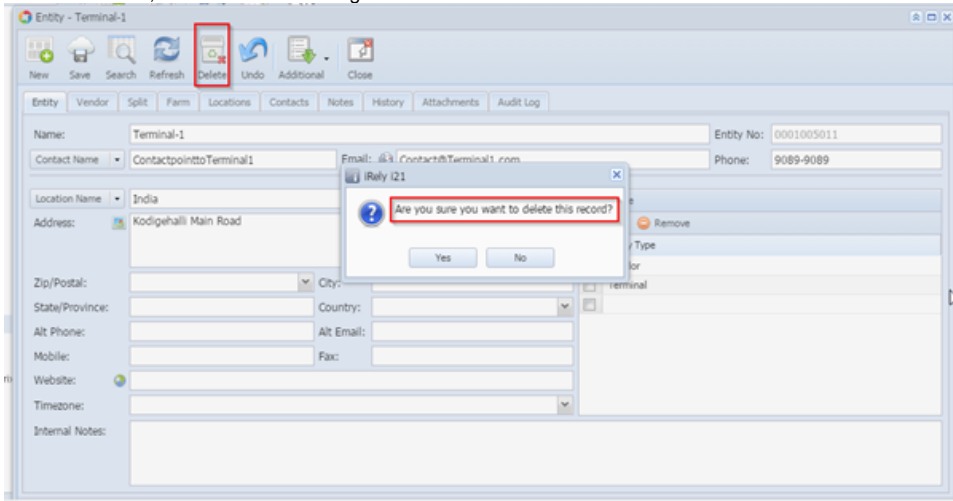 Entity - Terminal-1
New Save Search Refresh Delete Undo Additional Close
Entity Vendor Split Farm Locations Contacts Notes History Attachments Audit Log
Name: Terminal-1 Entity No: 0001005011
Contact Name ContactpointtoTerminal1 Email: Contact@Terminal1.com Phone: 9089-9089
iRely i21
Location Name India
Are you sure you want to delete this record?
Address: Kodigehalli Main Road Remove
Type
Yes No
Zip/Postal: City: Terminal
State/Province: Country:
Alt Phone: Alt Email:
Mobile: Fax:
Website:
Timezone:
Internal Notes: